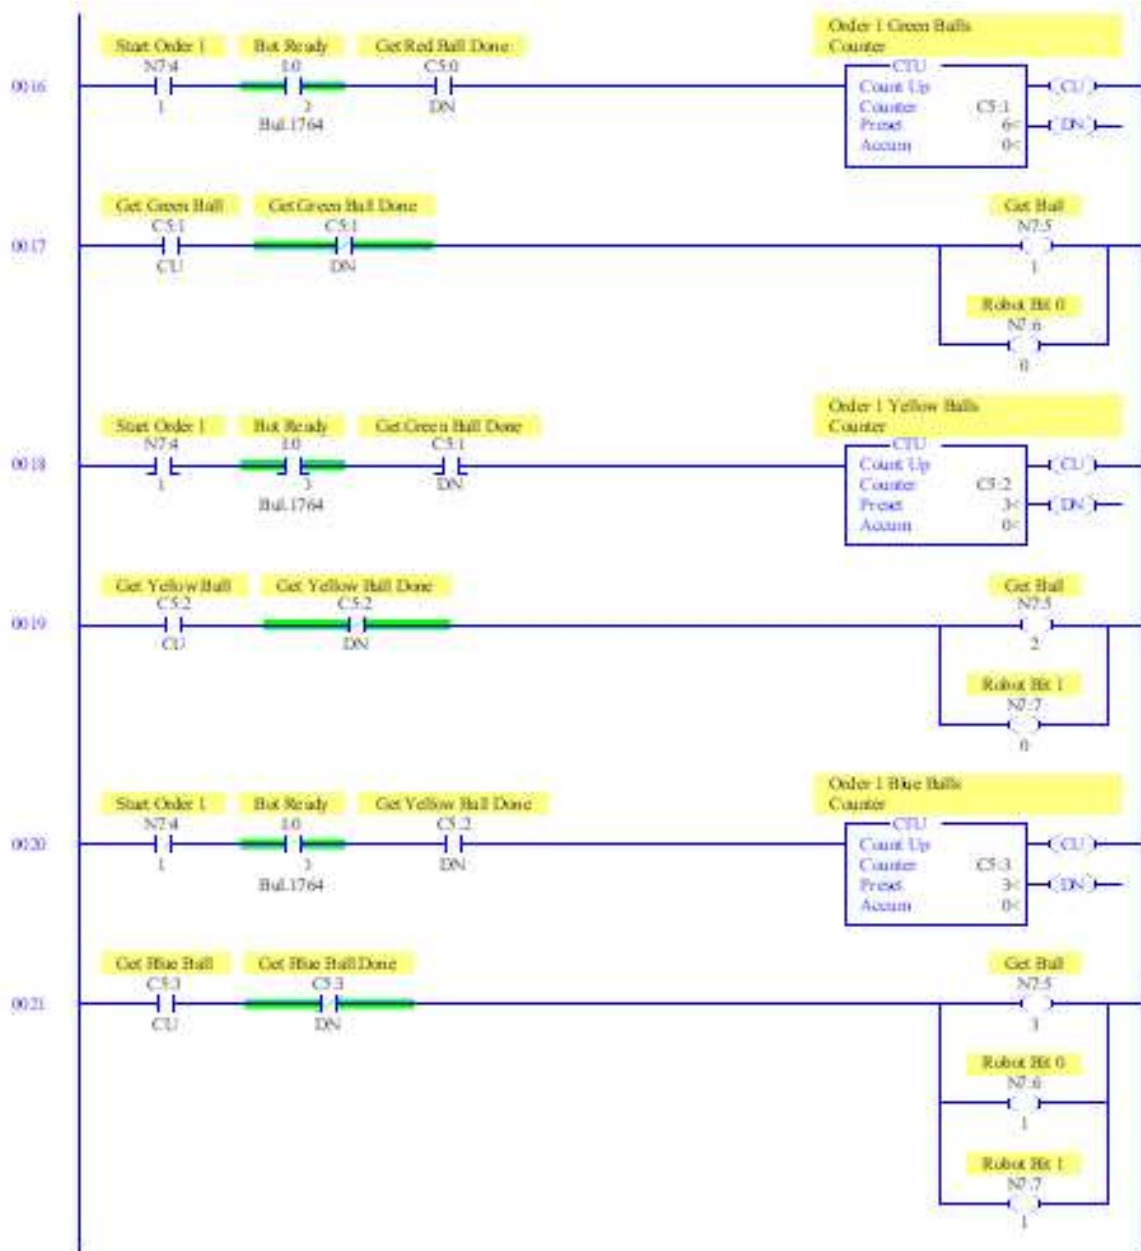 Order 1 Green Balls
Counter
Start Order 1 Bot Ready Get Red Ball Done
N7:4 I:0 C5:0
0016
1 3 DN
Bul.1764
CTU
Count Up
Counter C5:1
Preset 6<
Accum 0<
CU
DN
Get Green Ball Get Green Ball Done Get Ball
C5:1 C5:1 N7:5
0017
CU DN 1
Robot Bit 0
N7:6
0
Order 1 Yellow Balls
Counter
Start Order 1 Bot Ready Get Green Ball Done
N7:4 I:0 C5:1
0018
1 3 DN
Bul.1764
CTU
Count Up
Counter C5:2
Preset 3<
Accum 0<
CU
DN
Get Yellow Ball Get Yellow Ball Done Get Ball
C5:2 C5:2 N7:5
0019
CU DN 2
Robot Bit 1
N7:7
0
Order 1 Blue Balls
Counter
Start Order 1 Bot Ready Get Yellow Ball Done
N7:4 I:0 C5:2
0020
1 3 DN
Bul.1764
CTU
Count Up
Counter C5:3
Preset 3<
Accum 0<
CU
DN
Get Blue Ball Get Blue Ball Done Get Ball
C5:3 C5:3 N7:5
0021
CU DN 3
Robot Bit 0
N7:6
1
Robot Bit 1
N7:7
1